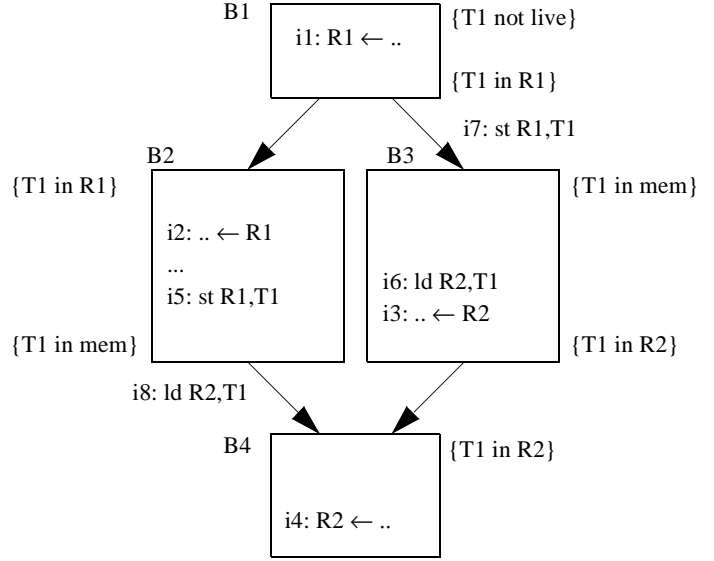 B1
{T1 not live}
i1: R1 ← ..
{T1 in R1}
i7: st R1,T1
B2
B3
{T1 in R1}
{T1 in mem}
i2: .. ← R1
...
i5: st R1,T1
i6: ld R2,T1
i3: .. ← R2
{T1 in mem}
{T1 in R2}
i8: ld R2,T1
B4
{T1 in R2}
i4: R2 ← ..